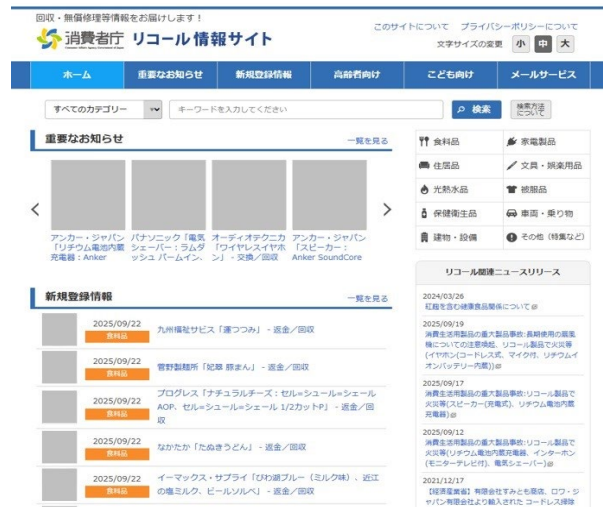 回収・無償修理等情報をお届けします！
このサイトについて　プライバシーポリシーについて
消費者庁 リコール情報サイト
文字サイズの変更 小 中 大
ホーム 重要なお知らせ 新規登録情報 高齢者向け こども向け メールサービス
すべてのカテゴリー キーワードを入力してください 検索 検索方法
について
重要なお知らせ 一覧を見る
アンカー・ジャパン
「リチウム電池内蔵
充電器：Anker
パナソニック「電気
シェーバー：ラムダ
ッシュ パームイン、
オーディオテクニカ
「ワイヤレスイヤホ
ン」 - 交換／回収
アンカー・ジャパン
「スピーカー：
Anker SoundCore
新規登録情報 一覧を見る
2025/09/22
食料品
九州福祉サービス「運つつみ」 - 返金／回収
2025/09/22
食料品
菅野製麺所「妃華 豚まん」 - 返金／回収
2025/09/22
食料品
プログレス「ナチュラルチーズ：セル=シュール=シェール
AOP、セル=シュール=シェール 1/2カットP」 - 返金／回
収
2025/09/22
食料品
なかたか「たぬきうどん」 - 返金／回収
2025/09/22
食料品
イーマックス・サプライ「びわ湖ブルー（ミルク味）、近江
の塩ミルク、ビールソルベ」 - 返金／回収
食料品 家電製品
住居品 文具・娯楽用品
光熱水品 被服品
保健衛生品 車両・乗り物
建物・設備 その他（特集など）
リコール関連ニュースリリース
2024/03/26
紅麹を含む健康食品関係について
2025/09/19
消費生活用製品の重大製品事故:長期使用の扇風
機についての注意喚起、リコール製品で火災等
(イヤホン(コードレス式、マイク付、リチウムイ
オンバッテリー内蔵))
2025/09/17
消費生活用製品の重大製品事故:リコール製品で
火災等(スピーカー(充電式)、リチウム電池内蔵
充電器)
2025/09/12
消費生活用製品の重大製品事故:リコール製品で
火災等(リチウム電池内蔵充電器、インターホン
(モニターテレビ付)、電気シェーバー)
2021/12/17
【経済産業省】有限会社すみとも商店、ロワ・ジ
ャパン有限会社より輸入された コードレス掃除